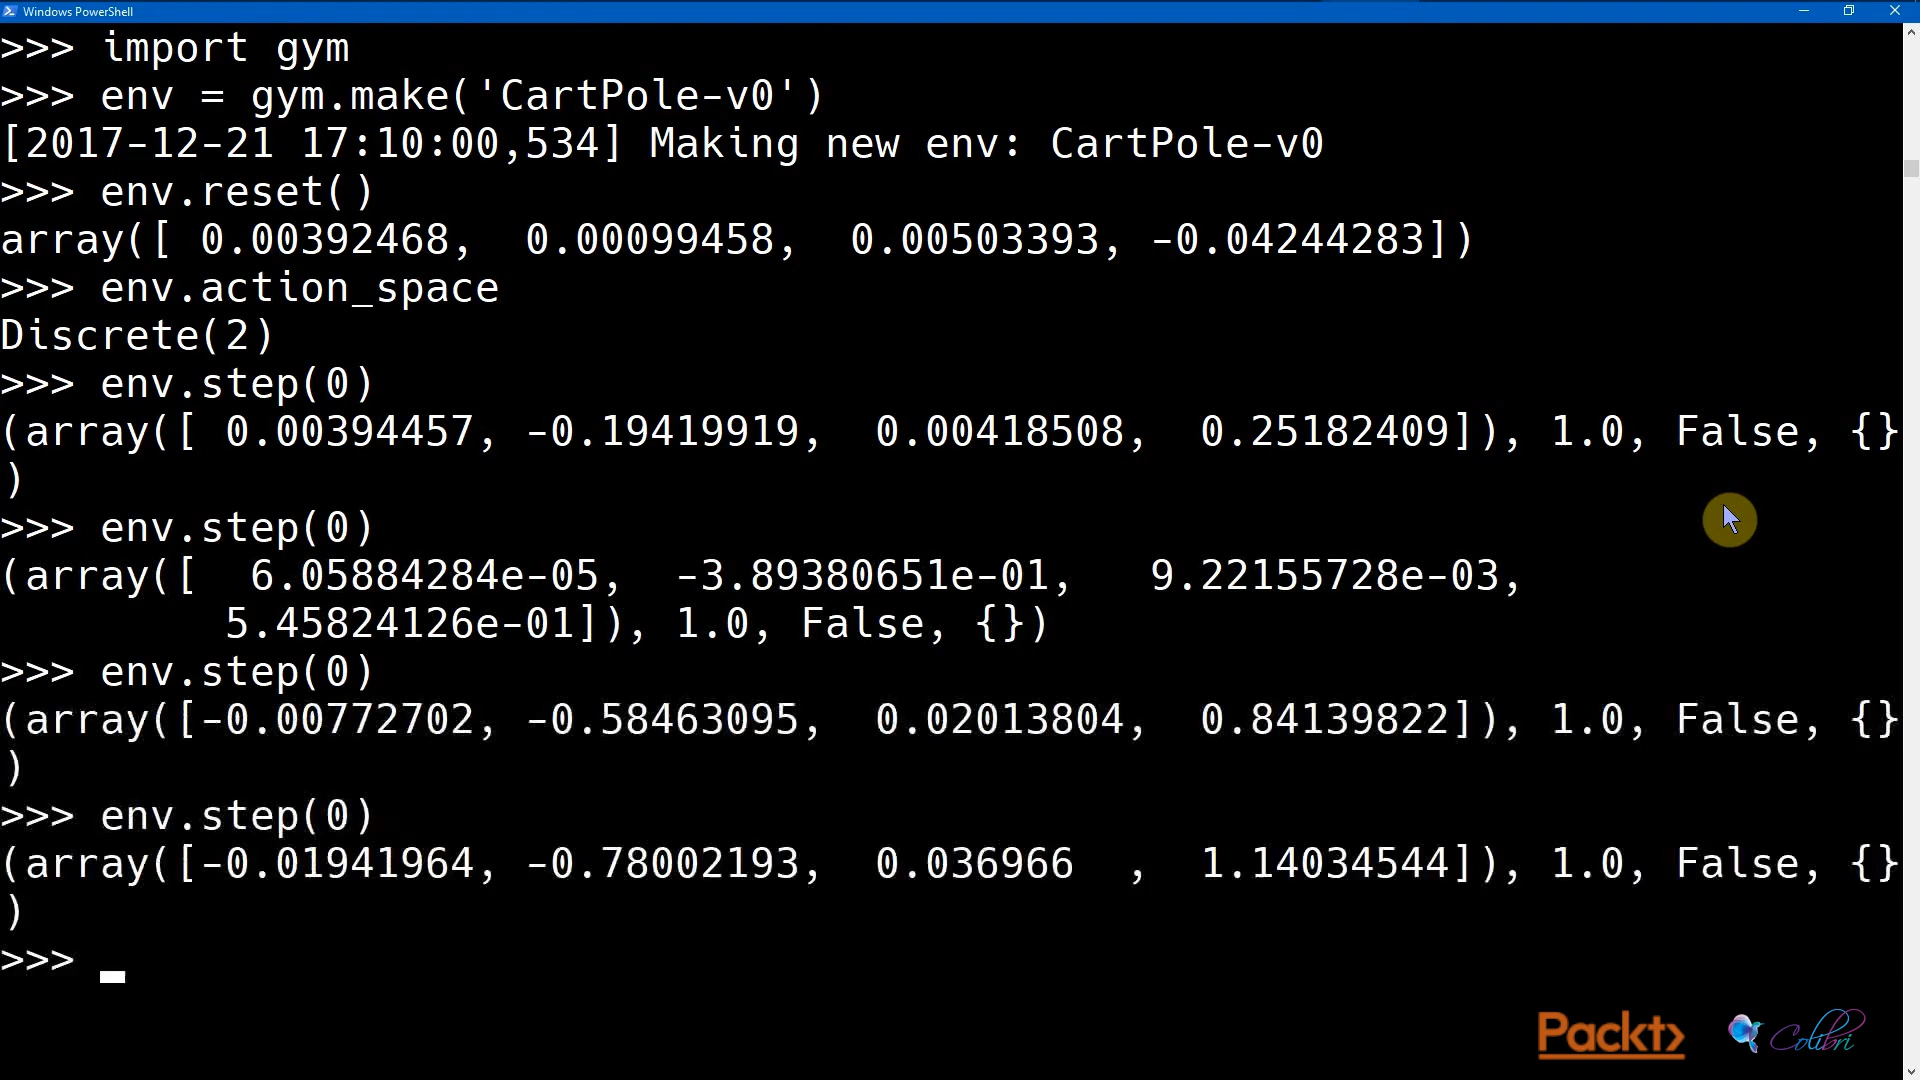 Windows PowerShell
>>> import gym
>>> env = gym.make('CartPole-v0')
[2017-12-21 17:10:00,534] Making new env: CartPole-v0
>>> env.reset()
array([ 0.00392468,  0.00099458,  0.00503393, -0.04244283])
>>> env.action_space
Discrete(2)
>>> env.step(0)
(array([ 0.00394457, -0.19419919,  0.00418508,  0.25182409]), 1.0, False, {}
)
>>> env.step(0)
(array([  6.05884284e-05,  -3.89380651e-01,   9.22155728e-03,
         5.45824126e-01]), 1.0, False, {})
>>> env.step(0)
(array([-0.00772702, -0.58463095,  0.02013804,  0.84139822]), 1.0, False, {}
)
>>> env.step(0)
(array([-0.01941964, -0.78002193,  0.036966  ,  1.14034544]), 1.0, False, {}
)
>>>
Packt>
Colibri